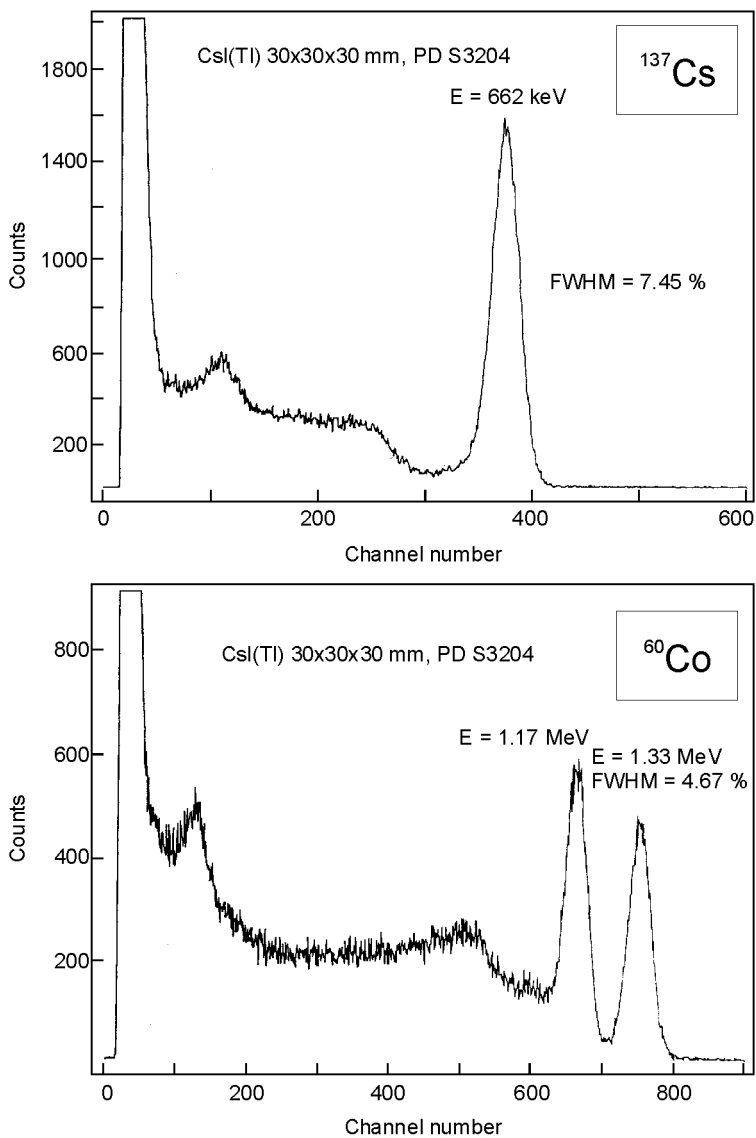 CsI(Tl) 30x30x30 mm, PD S3204
137Cs
E = 662 keV
FWHM = 7.45 %
Counts
1800
1400
1000
600
200
0 200 400 600
Channel number
CsI(Tl) 30x30x30 mm, PD S3204
60Co
E = 1.17 MeV
E = 1.33 MeV
FWHM = 4.67 %
Counts
800
600
400
200
0 200 400 600 800
Channel number